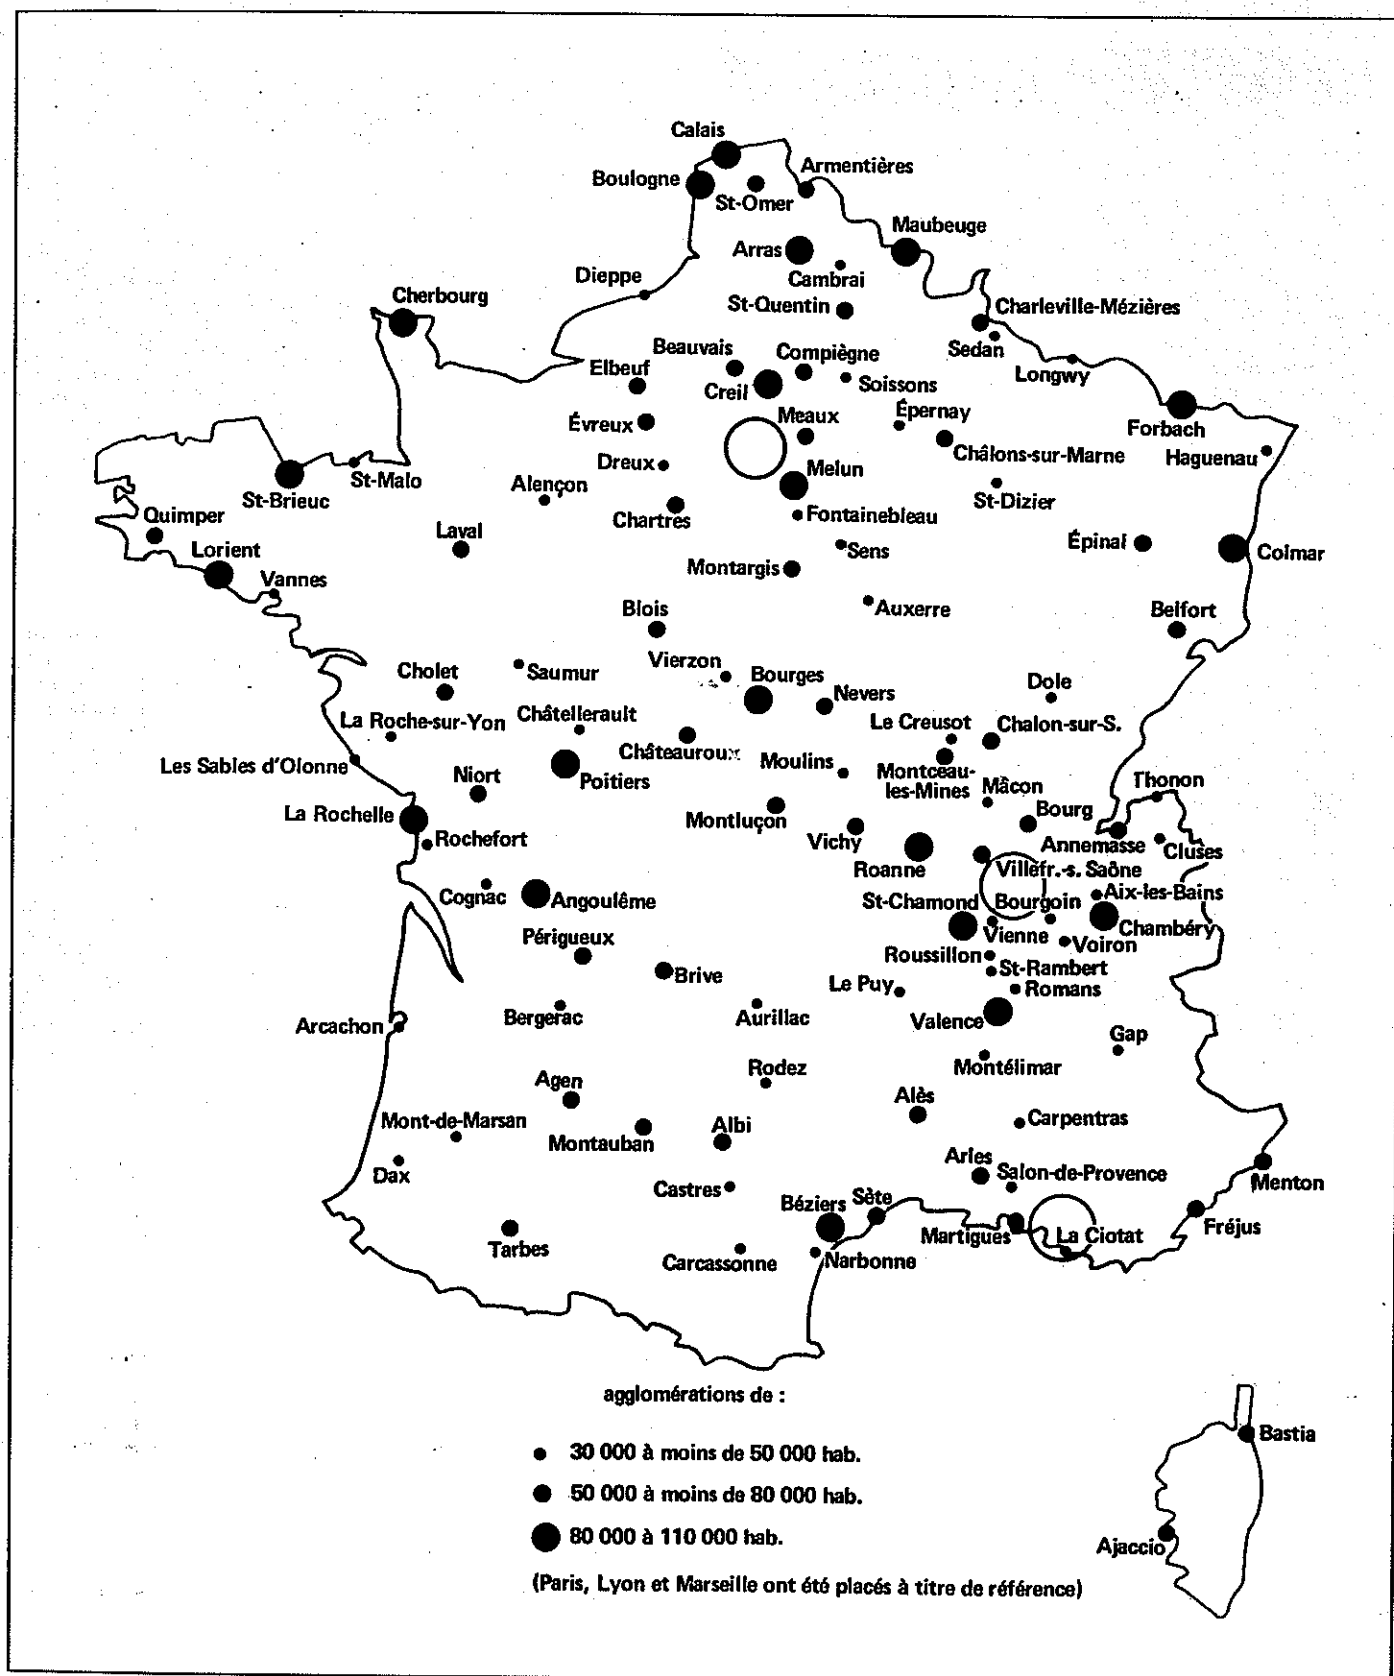 Calais
Armentières
Boulogne
St-Omer
Maubeuge
Arras
Cambrai
Dieppe
Cherbourg
St-Quentin
Charleville-Mézières
Sedan
Beauvais
Compiègne
Elbeuf
Longwy
Creil
Soissons
Meaux
Épernay
Évreux
Forbach
Châlons-sur-Marne
Haguenau
Dreux
Melun
St-Malo
Alençon
St-Brieuc
St-Dizier
Quimper
Chartres
Fontainebleau
Laval
Épinal
Colmar
Lorient
Sens
Montargis
Vannes
Blois
Auxerre
Belfort
Cholet
Saumur
Vierzon
Bourges
Nevers
Dole
La Roche-sur-Yon
Châtellerault
Le Creusot
Chalon-sur-S.
Châteauroux
Les Sables d'Olonne
Niort
Poitiers
Moulins
Montceau-
les-Mines
Mâcon
Thonon
La Rochelle
Montluçon
Bourg
Rochefort
Vichy
Annemasse
Cluses
Roanne
Villefr.-s. Saône
Cognac
Angoulême
St-Chamond
Bourgoin
Aix-les-Bains
Chambéry
Périgueux
Vienne
Voiron
Roussillon
Brive
St-Rambert
Le Puy
Romans
Bergerac
Aurillac
Valence
Arcachon
Gap
Montélimar
Rodez
Agen
Alès
Mont-de-Marsan
Montauban
Albi
Carpentras
Dax
Arles
Salon-de-Provence
Menton
Castres
Béziers
Sète
Fréjus
Martigues
La Ciotat
Tarbes
Carcassonne
Narbonne
agglomérations de :
30 000 à moins de 50 000 hab.
50 000 à moins de 80 000 hab.
80 000 à 110 000 hab.
(Paris, Lyon et Marseille ont été placés à titre de référence)
Bastia
Ajaccio